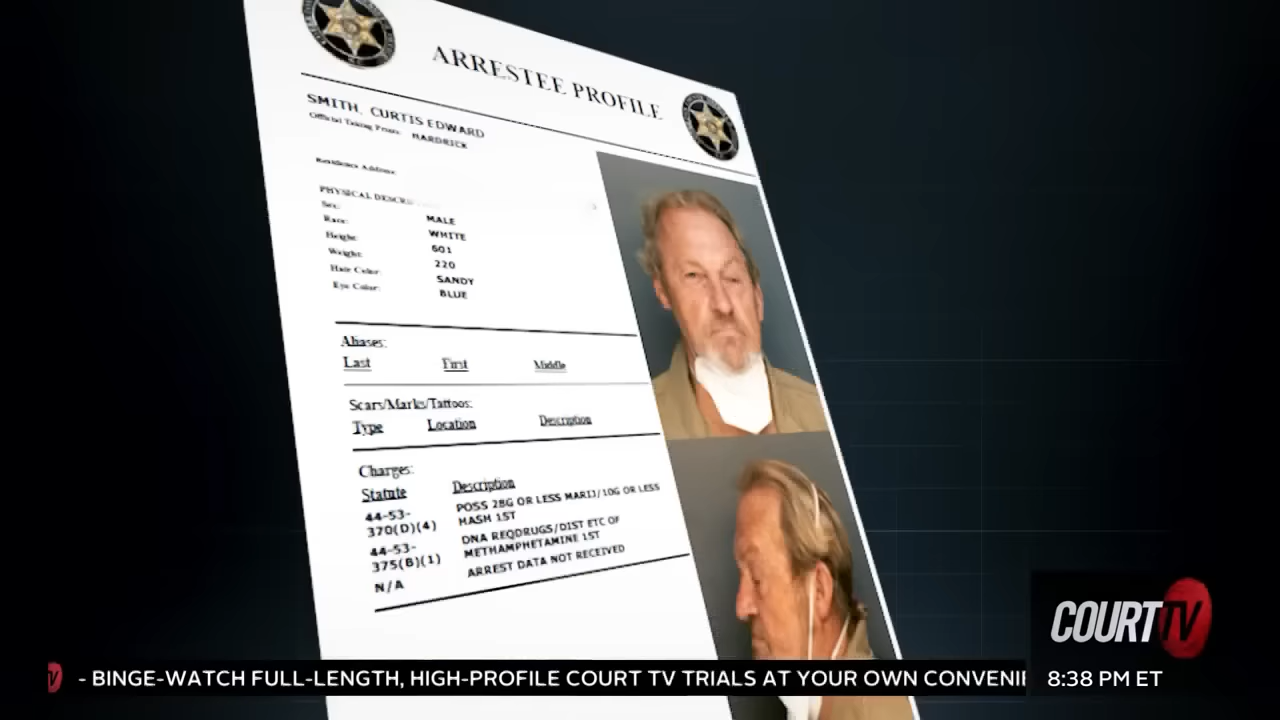 ARRESTEE PROFILE
SMITH, CURTIS EDWARD
Official Taking Prints: HARDRICK
Residence Address:
PHYSICAL DESCRI
Sex: MALE
Race: WHITE
Height: 601
Weight: 220
Hair Color: SANDY
Eye Color: BLUE
Aliases:
Last First Middle
Scars/Marks/Tattoos:
Type Location Description
Charges:
Statute Description
44-53-370(D)(4) POSS 28G OR LESS MARIJ/10G OR LESS HASH 1ST
44-53-375(B)(1) DNA REQDRUGS/DIST ETC OF METHAMPHETAMINE 1ST
N/A ARREST DATA NOT RECEIVED
COURT TV
- BINGE-WATCH FULL-LENGTH, HIGH-PROFILE COURT TV TRIALS AT YOUR OWN CONVENIE 8:38 PM ET